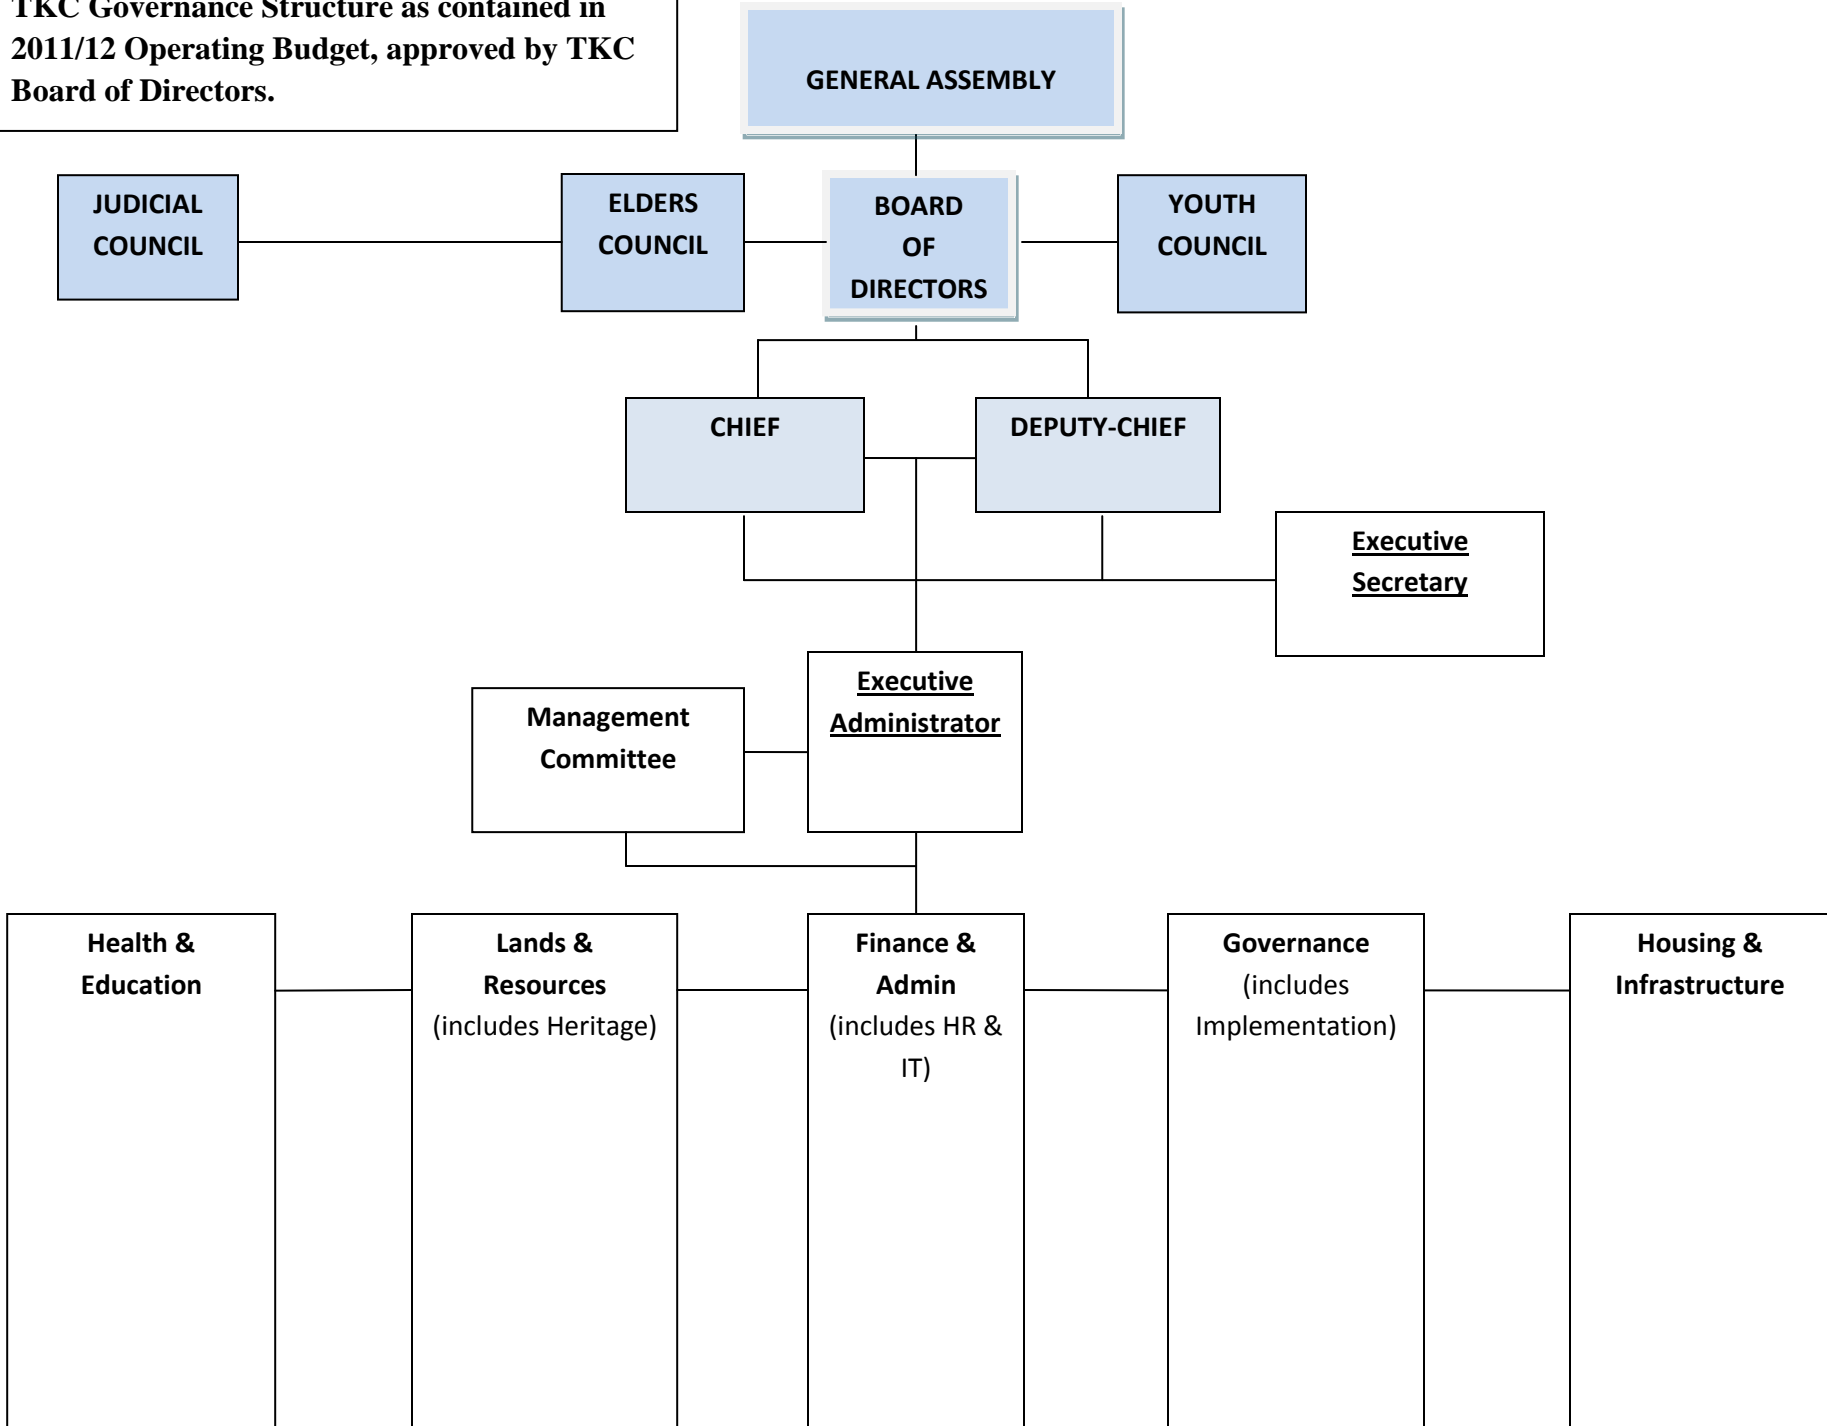 TKC Governance Structure as contained in
2011/12 Operating Budget, approved by TKC
Board of Directors.
GENERAL ASSEMBLY
JUDICIAL
COUNCIL
ELDERS
COUNCIL
BOARD
OF
DIRECTORS
YOUTH
COUNCIL
CHIEF
DEPUTY-CHIEF
Executive
Secretary
Executive
Administrator
Management
Committee
Health &
Education
Lands &
Resources
(includes Heritage)
Finance &
Admin
(includes HR &
IT)
Governance
(includes
Implementation)
Housing &
Infrastructure